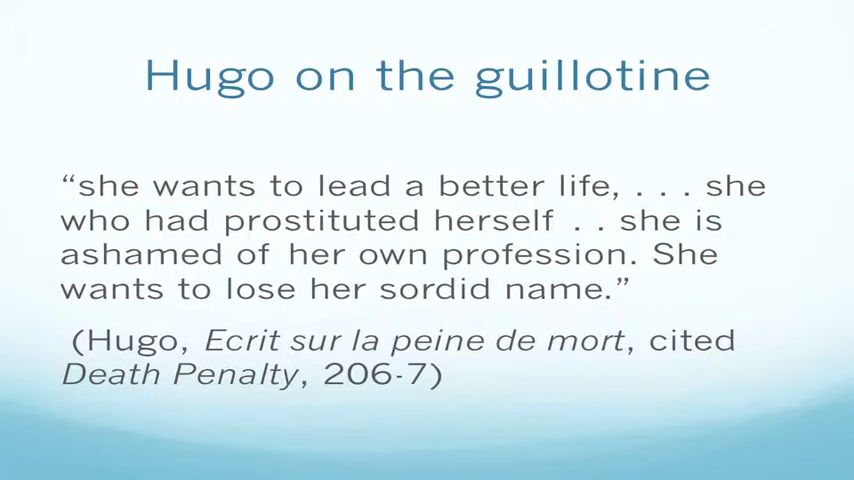 Hugo on the guillotine
“she wants to lead a better life, . . . she
who had prostituted herself . . she is
ashamed of her own profession. She
wants to lose her sordid name.”
(Hugo, Ecrit sur la peine de mort, cited
Death Penalty, 206-7)